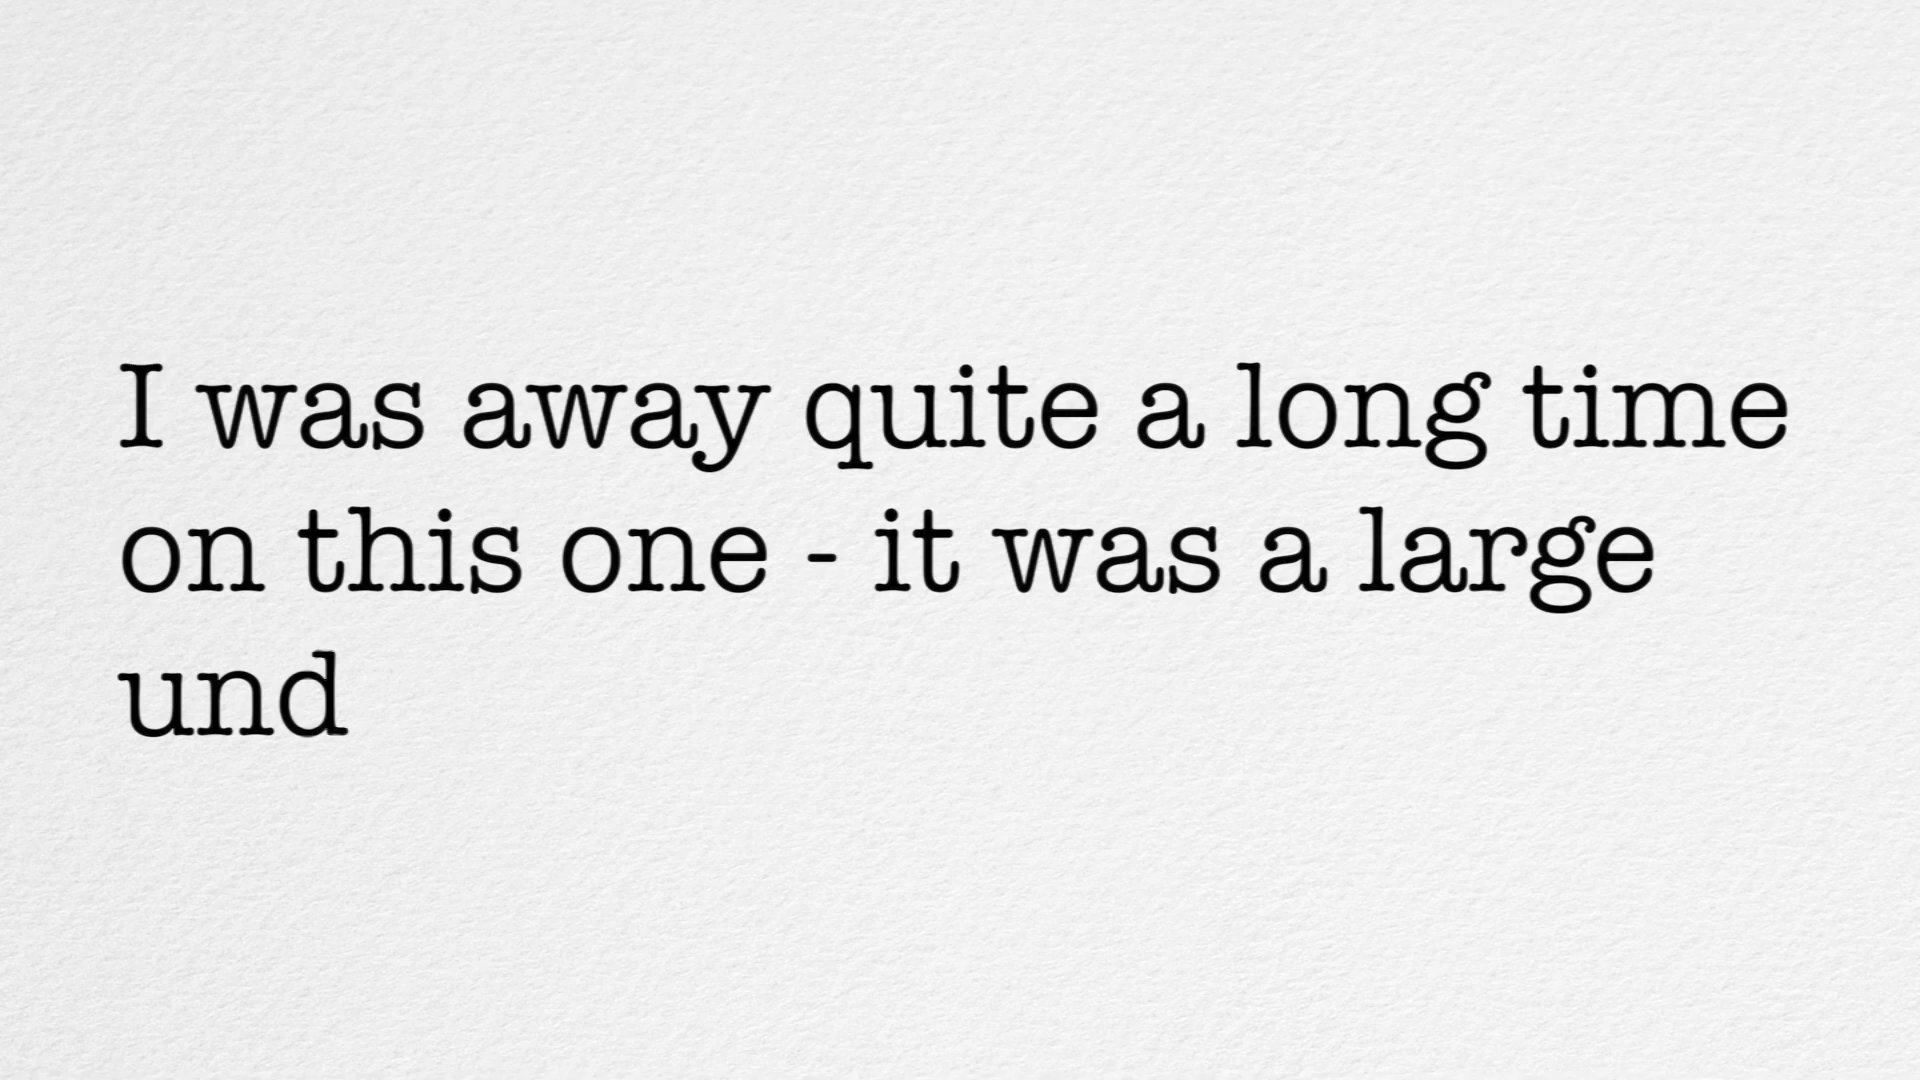 I was away quite a long time
on this one - it was a large
und